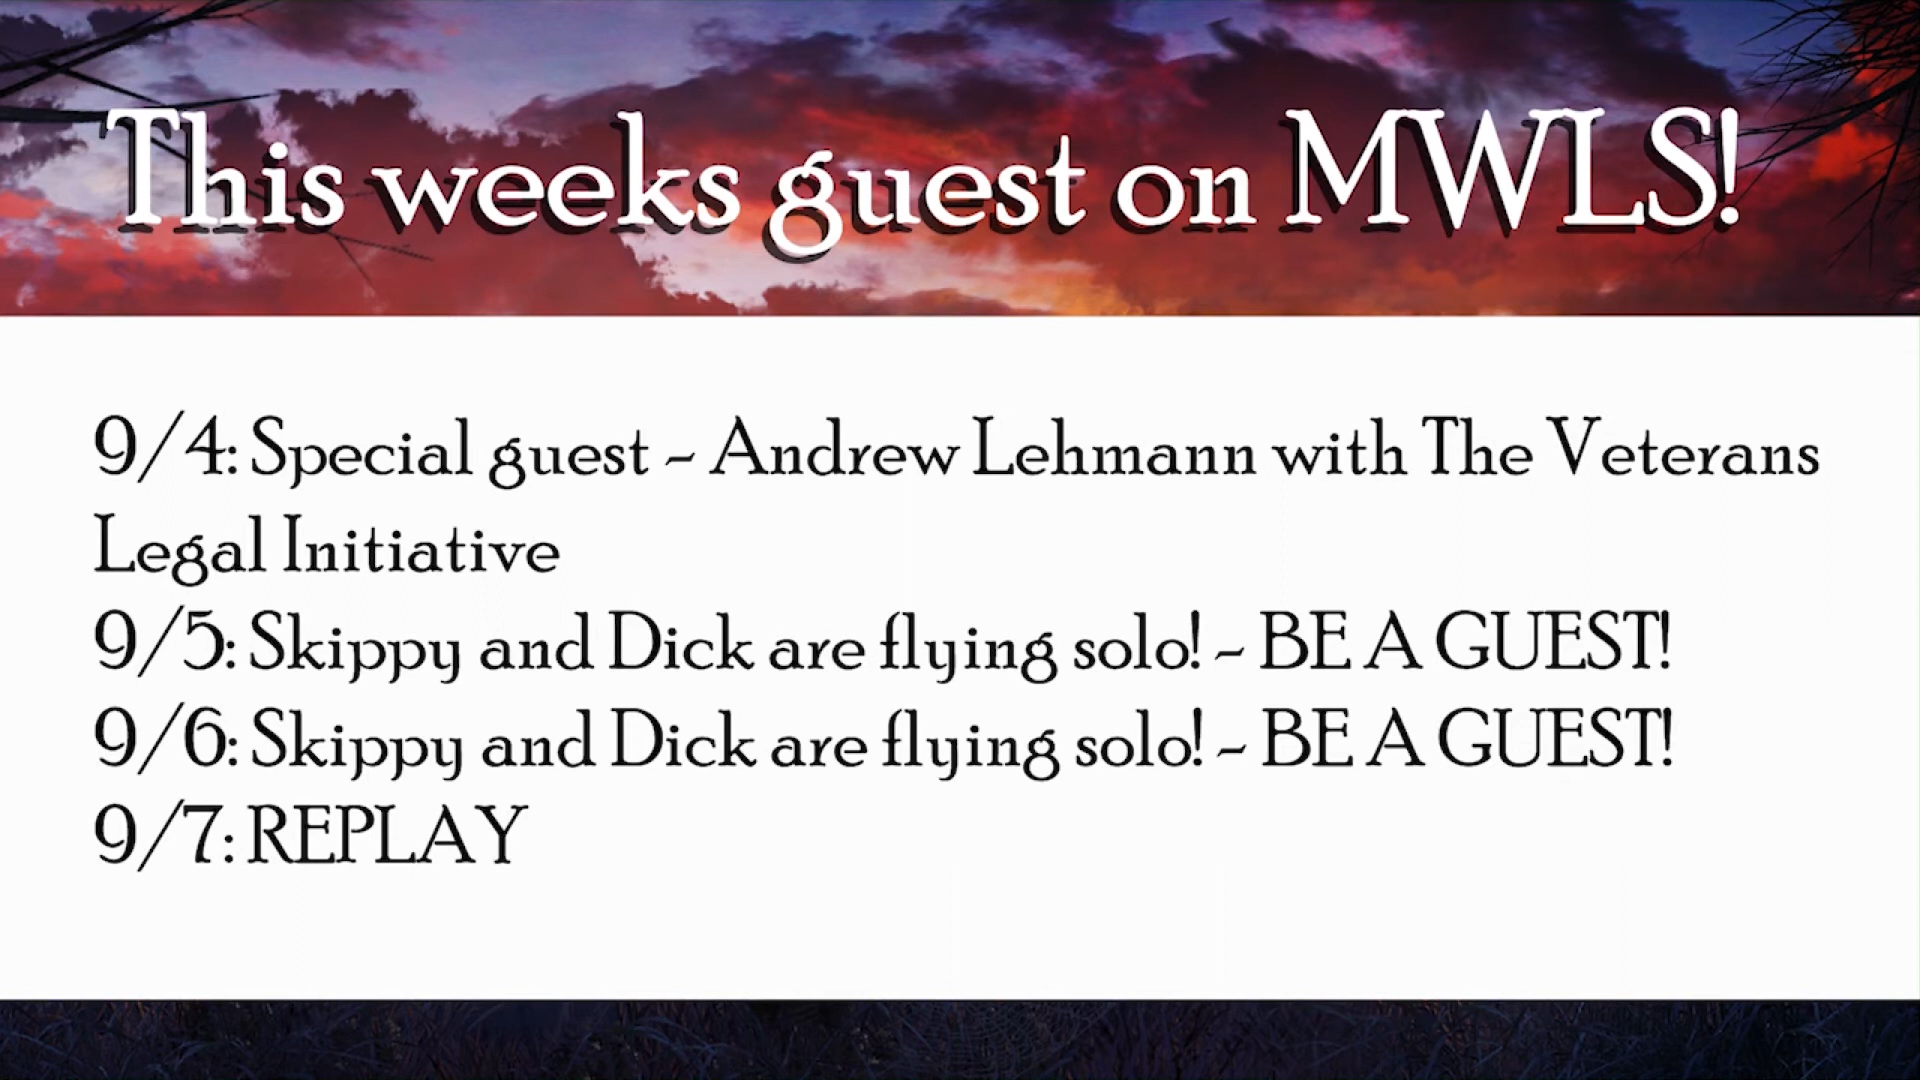 This weeks guest on MWLS!
9/4: Special guest - Andrew Lehmann with The Veterans
Legal Initiative
9/5: Skippy and Dick are flying solo! - BE A GUEST!
9/6: Skippy and Dick are flying solo! - BE A GUEST!
9/7: REPLAY